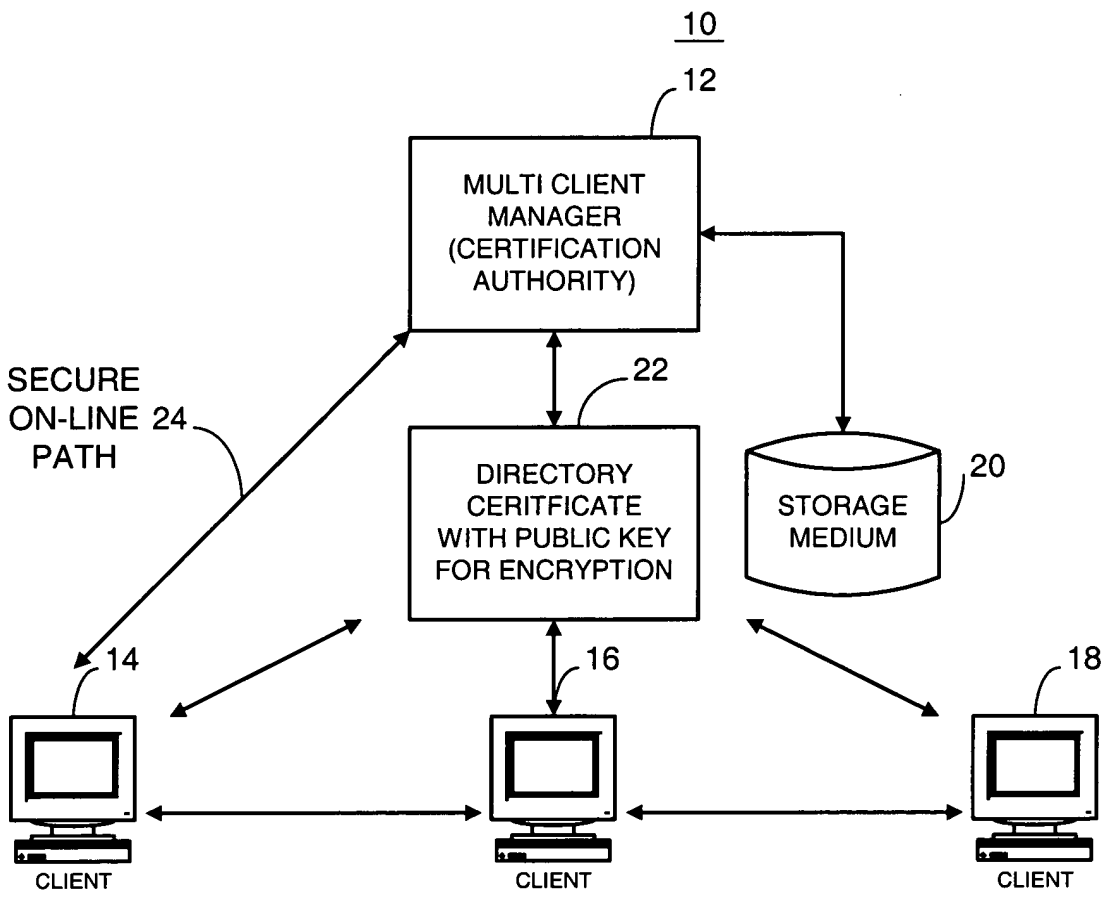 10
12
MULTI CLIENT
MANAGER
(CERTIFICATION
AUTHORITY)
SECURE
ON-LINE 24
PATH
22
DIRECTORY
CERITFICATE
WITH PUBLIC KEY
FOR ENCRYPTION
20
STORAGE
MEDIUM
14
16
18
CLIENT
CLIENT
CLIENT